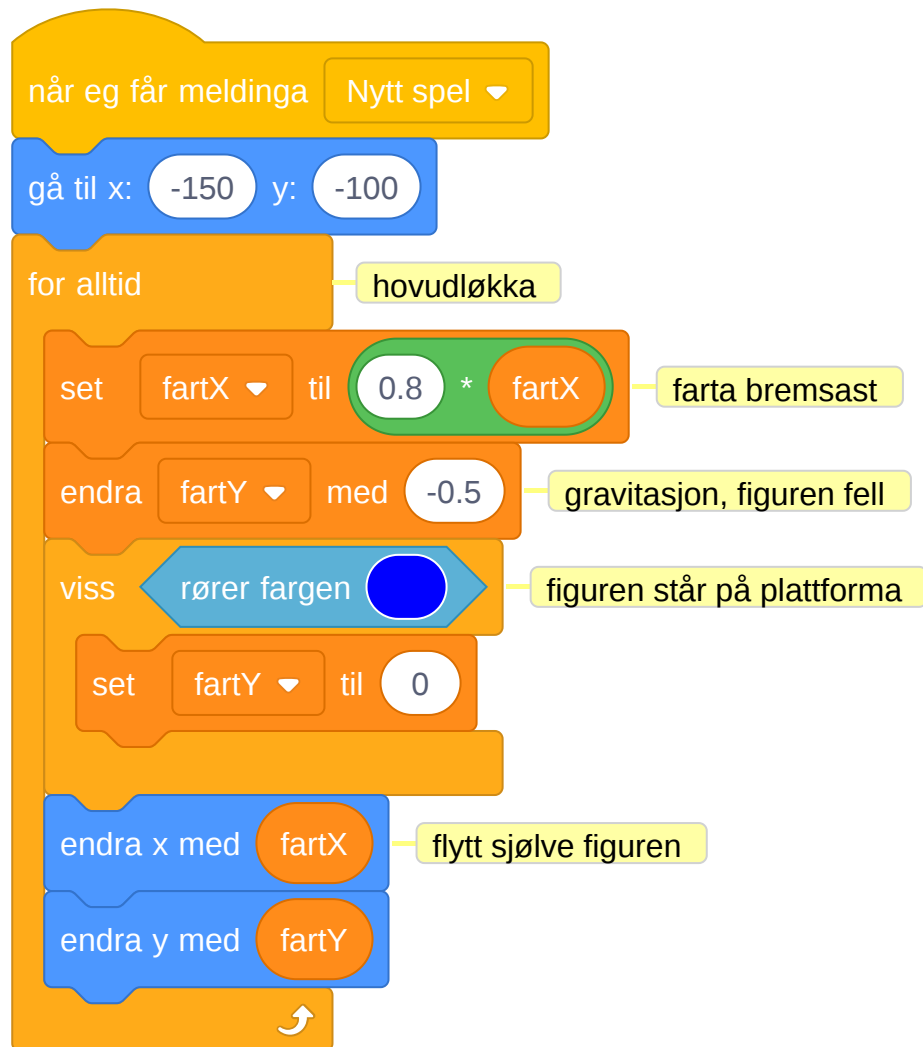 når eg får meldinga Nytt spel
gå til x: -150 y: -100
for alltid hovudløkka
set fartX til 0.8 * fartX farta bremsast
endra fartY med -0.5 gravitasjon, figuren fell
viss rører fargen figuren står på plattforma
set fartY til 0
endra x med fartX flytt sjølve figuren
endra y med fartY